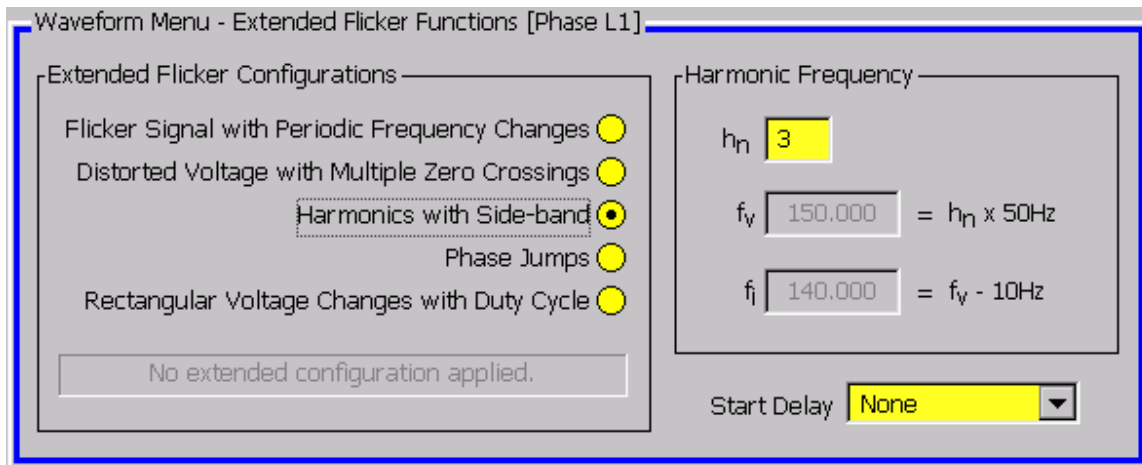 Waveform Menu - Extended Flicker Functions [Phase L1]
Extended Flicker Configurations
Flicker Signal with Periodic Frequency Changes
Distorted Voltage with Multiple Zero Crossings
Harmonics with Side-band
Phase Jumps
Rectangular Voltage Changes with Duty Cycle
No extended configuration applied.
Harmonic Frequency
hn 3
fv 150.000 = hn x 50Hz
fi 140.000 = fv - 10Hz
Start Delay None